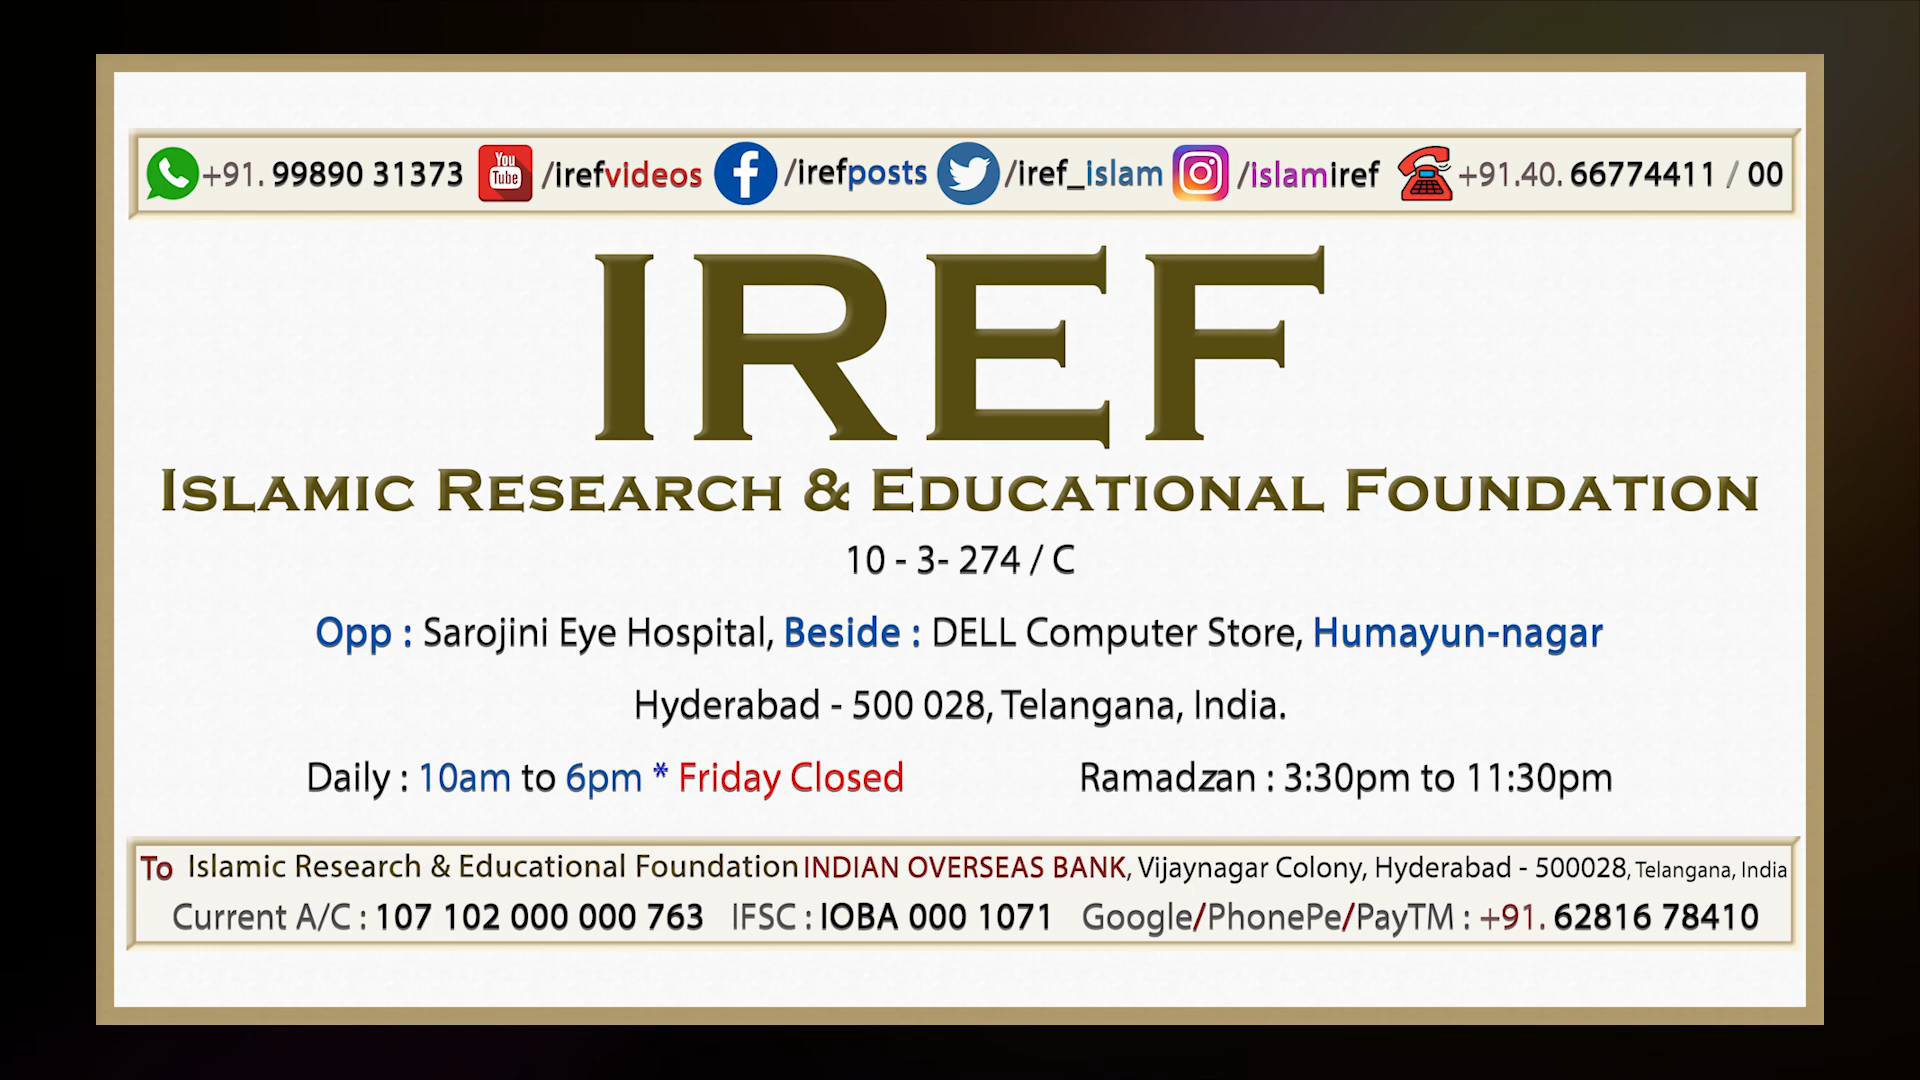 +91. 99890 31373 You Tube /irefvideos /irefposts /iref_islam /islamiref +91.40. 66774411 / 00
IREF
ISLAMIC RESEARCH & EDUCATIONAL FOUNDATION
10 - 3- 274 / C
Opp : Sarojini Eye Hospital, Beside : DELL Computer Store, Humayun-nagar
Hyderabad - 500 028, Telangana, India.
Daily : 10am to 6pm * Friday Closed Ramadzan : 3:30pm to 11:30pm
To Islamic Research & Educational Foundation INDIAN OVERSEAS BANK, Vijaynagar Colony, Hyderabad - 500028, Telangana, India
Current A/C : 107 102 000 000 763 IFSC : IOBA 000 1071 Google/PhonePe/PayTM : +91. 62816 78410